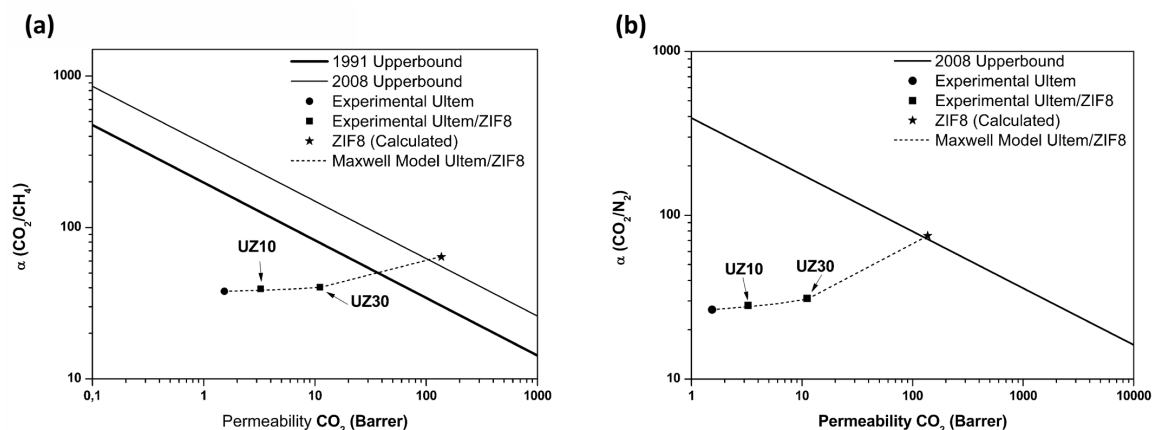 (a)
1000
100
10
α (CO₂/CH₄)
1991 Upperbound
2008 Upperbound
Experimental Ultem
Experimental Ultem/ZIF8
ZIF8 (Calculated)
Maxwell Model Ultem/ZIF8
UZ10
UZ30
0,1 1 10 100 1000
Permeability CO₂ (Barrer)
(b)
1000
100
10
α (CO₂/N₂)
2008 Upperbound
Experimental Ultem
Experimental Ultem/ZIF8
ZIF8 (Calculated)
Maxwell Model Ultem/ZIF8
UZ10
UZ30
1 10 100 1000 10000
Permeability CO₂ (Barrer)